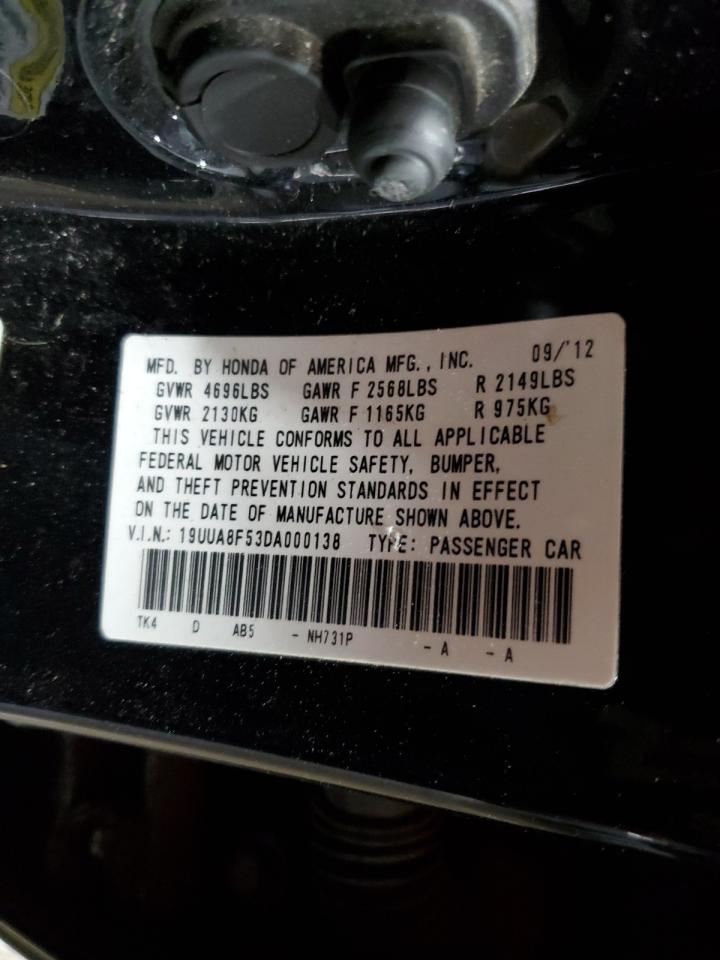 MFD. BY HONDA OF AMERICA MFG., INC. 09/'12
GVWR 4696LBS GAWR F 2568LBS R 2149LBS
GVWR 2130KG GAWR F 1165KG R 975KG
THIS VEHICLE CONFORMS TO ALL APPLICABLE
FEDERAL MOTOR VEHICLE SAFETY, BUMPER,
AND THEFT PREVENTION STANDARDS IN EFFECT
ON THE DATE OF MANUFACTURE SHOWN ABOVE.
V.I.N.: 19UUA8F53DA000138 TYPE: PASSENGER CAR
TK4 D AB5 - NH731P - A - A